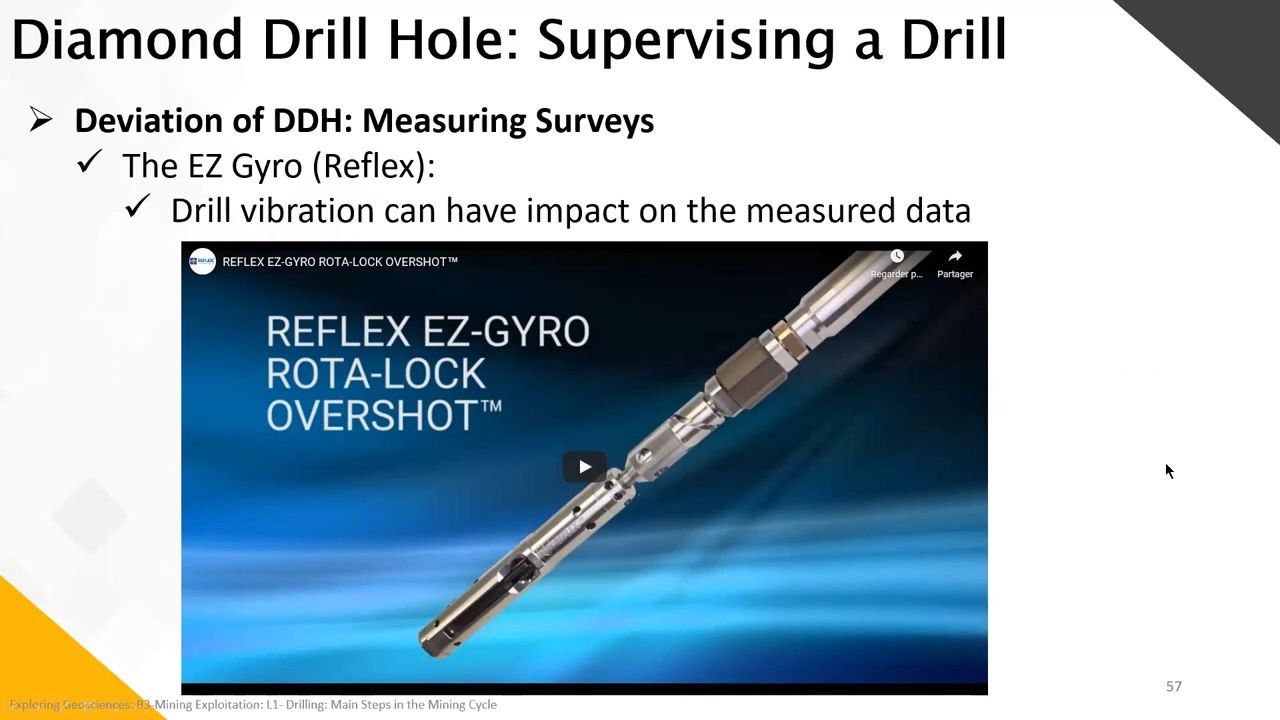 Diamond Drill Hole: Supervising a Drill
Deviation of DDH: Measuring Surveys
The EZ Gyro (Reflex):
Drill vibration can have impact on the measured data
REFLEX
REFLEX EZ-GYRO ROTA-LOCK OVERSHOT™
Regarder p...
Partager
REFLEX EZ-GYRO
ROTA-LOCK
OVERSHOT™
57
Exploring Geosciences: B3-Mining Exploitation: L1- Drilling: Main Steps in the Mining Cycle